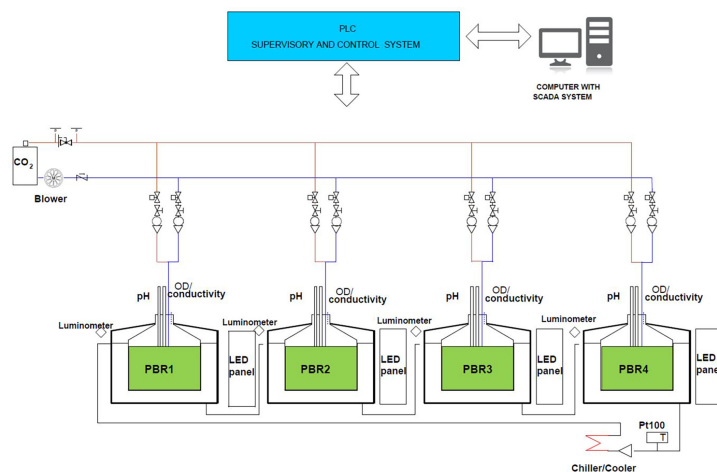 PLC
SUPERVISORY AND CONTROL SYSTEM
COMPUTER WITH
SCADA SYSTEM
CO2
Blower
pH
OD/
conductivity
pH
OD/
conductivity
pH
OD/
conductivity
pH
OD/
conductivity
Luminometer
Luminometer
Luminometer
Luminometer
PBR1
LED
panel
PBR2
LED
panel
PBR3
LED
panel
PBR4
LED
panel
Pt100
T
Chiller/Cooler